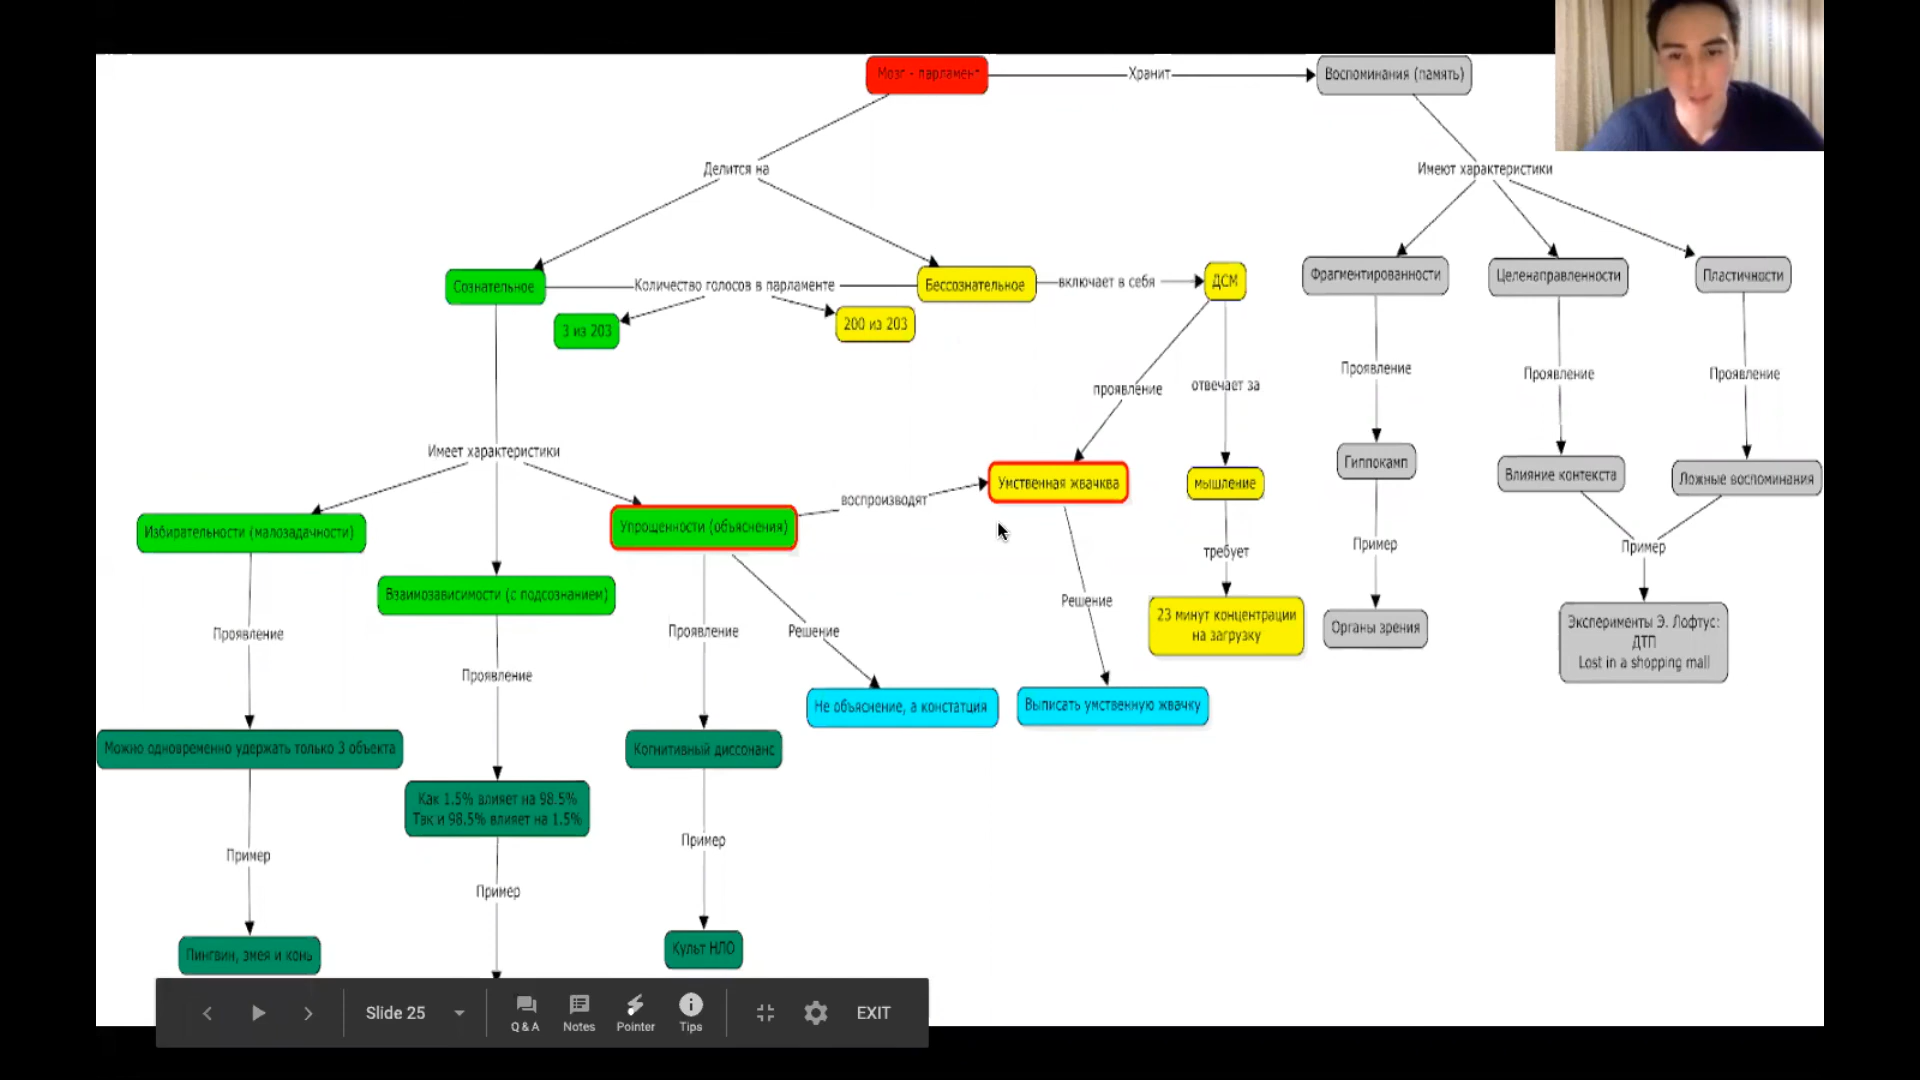 Мозг - парламент
Хранит
Воспоминания (память)
Делится на
Имеют характеристики
Сознательное
Количество голосов в парламенте
Бессознательное
включает в себя
ДСМ
Фрагментированности
Целенаправленности
Пластичности
3 из 203
200 из 203
проявление
отвечает за
Проявление
Проявление
Проявление
Имеет характеристики
Гиппокамп
Влияние контекста
Ложные воспоминания
воспроизводят
Умственная жвачква
мышление
Избирательности (малозадачности)
Упрощенности (объяснения)
Пример
Пример
требует
Взаимозависимости (с подсознанием)
Решение
23 минут концентрации
на загрузку
Органы зрения
Эксперименты Э. Лофтус:
ДТП
Lost in a shopping mall
Проявление
Проявление
Решение
Проявление
Не объяснение, а констатция
Выписать умственную жвачку
Можно одновременно удержать только 3 объекта
Когнитивный диссонанс
Как 1.5% влияет на 98.5%
Так и 98.5% влияет на 1.5%
Пример
Пример
Пример
Пингвин, змея и конь
Культ НЛО
Slide 25
Q & A
Notes
Pointer
Tips
EXIT